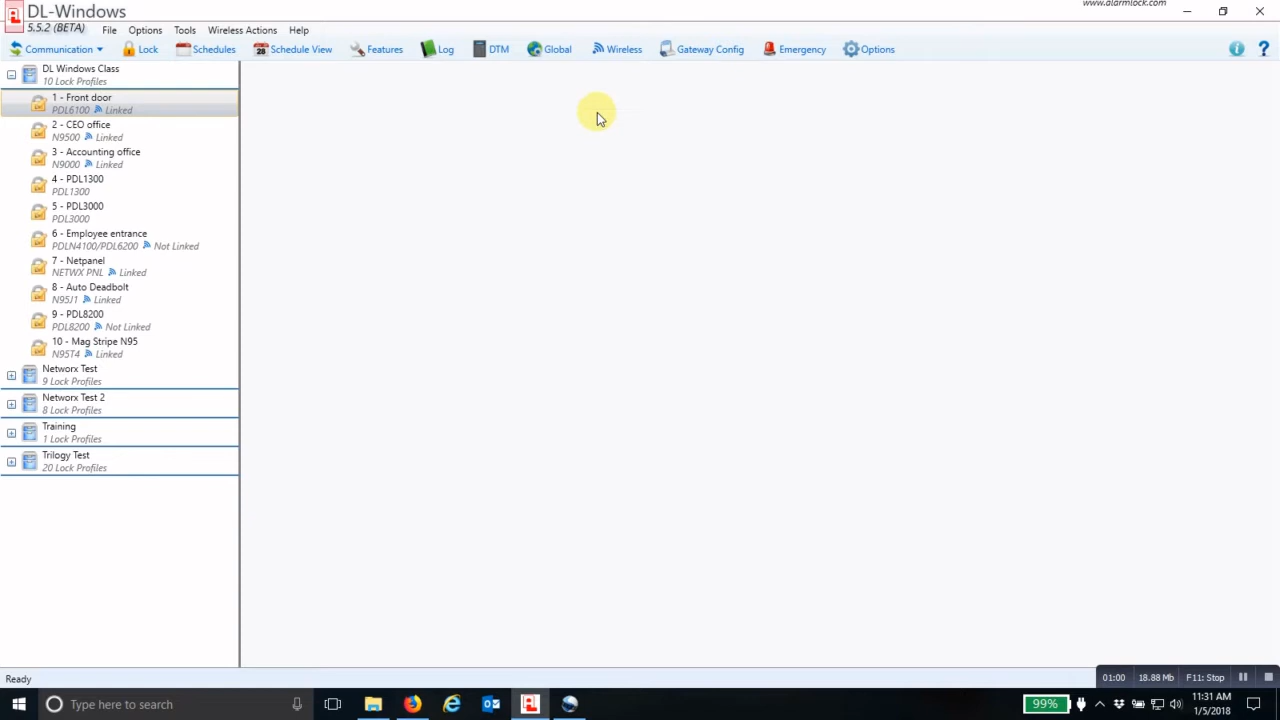 DL-Windows
www.alarmlock.com
5.5.2 (BETA)
File Options Tools Wireless Actions Help
Communication Lock Schedules 28 Schedule View Features Log DTM Global Wireless Gateway Config Emergency Options
DL Windows Class
10 Lock Profiles
1 - Front door
PDL6100 Linked
2 - CEO office
N9500 Linked
3 - Accounting office
N9000 Linked
4 - PDL1300
PDL1300
5 - PDL3000
PDL3000
6 - Employee entrance
PDLN4100/PDL6200 Not Linked
7 - Netpanel
NETWX PNL Linked
8 - Auto Deadbolt
N95J1 Linked
9 - PDL8200
PDL8200 Not Linked
10 - Mag Stripe N95
N95T4 Linked
Networx Test
9 Lock Profiles
Networx Test 2
8 Lock Profiles
Training
1 Lock Profiles
Trilogy Test
20 Lock Profiles
Ready
01:00 18.88 Mb F11: Stop
Type here to search
99%
11:31 AM
1/5/2018